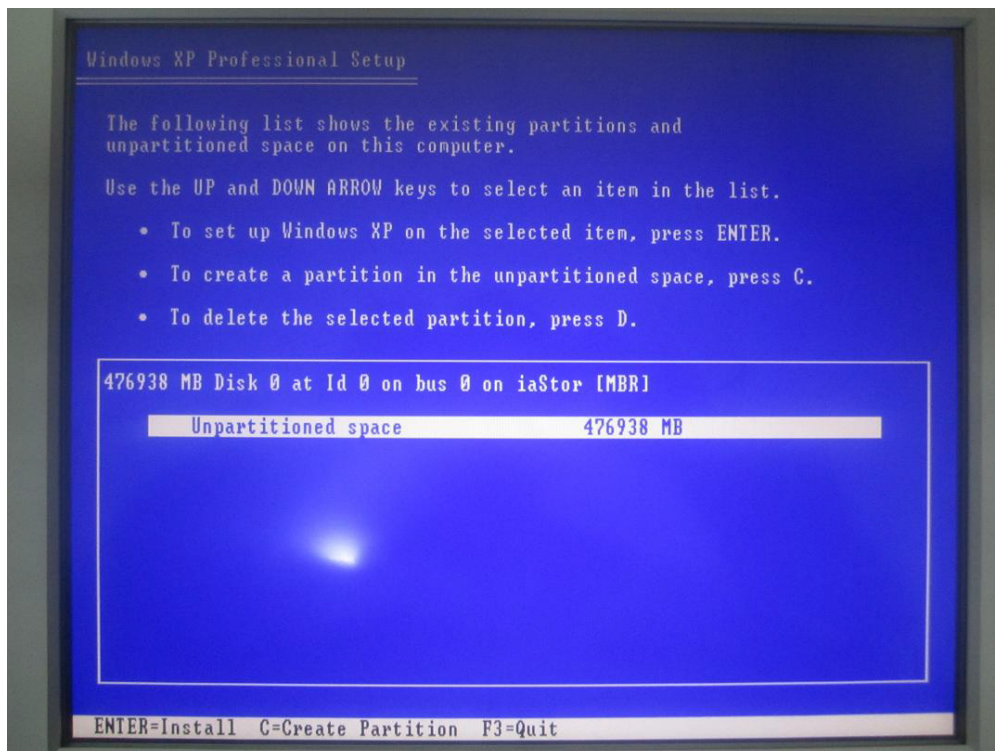 Windows XP Professional Setup
The following list shows the existing partitions and
unpartitioned space on this computer.
Use the UP and DOWN ARROW keys to select an item in the list.
• To set up Windows XP on the selected item, press ENTER.
• To create a partition in the unpartitioned space, press C.
• To delete the selected partition, press D.
476938 MB Disk 0 at Id 0 on bus 0 on iaStor [MBR]
Unpartitioned space 476938 MB
ENTER=Install C=Create Partition F3=Quit